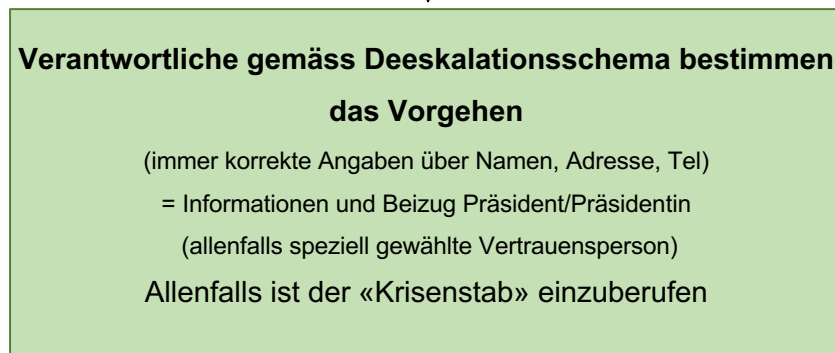 Verantwortliche gemäss Deeskalationsschema bestimmen
das Vorgehen
(immer korrekte Angaben über Namen, Adresse, Tel)
= Informationen und Beizug Präsident/Präsidentin
(allenfalls speziell gewählte Vertrauensperson)
Allenfalls ist der «Krisenstab» einzuberufen